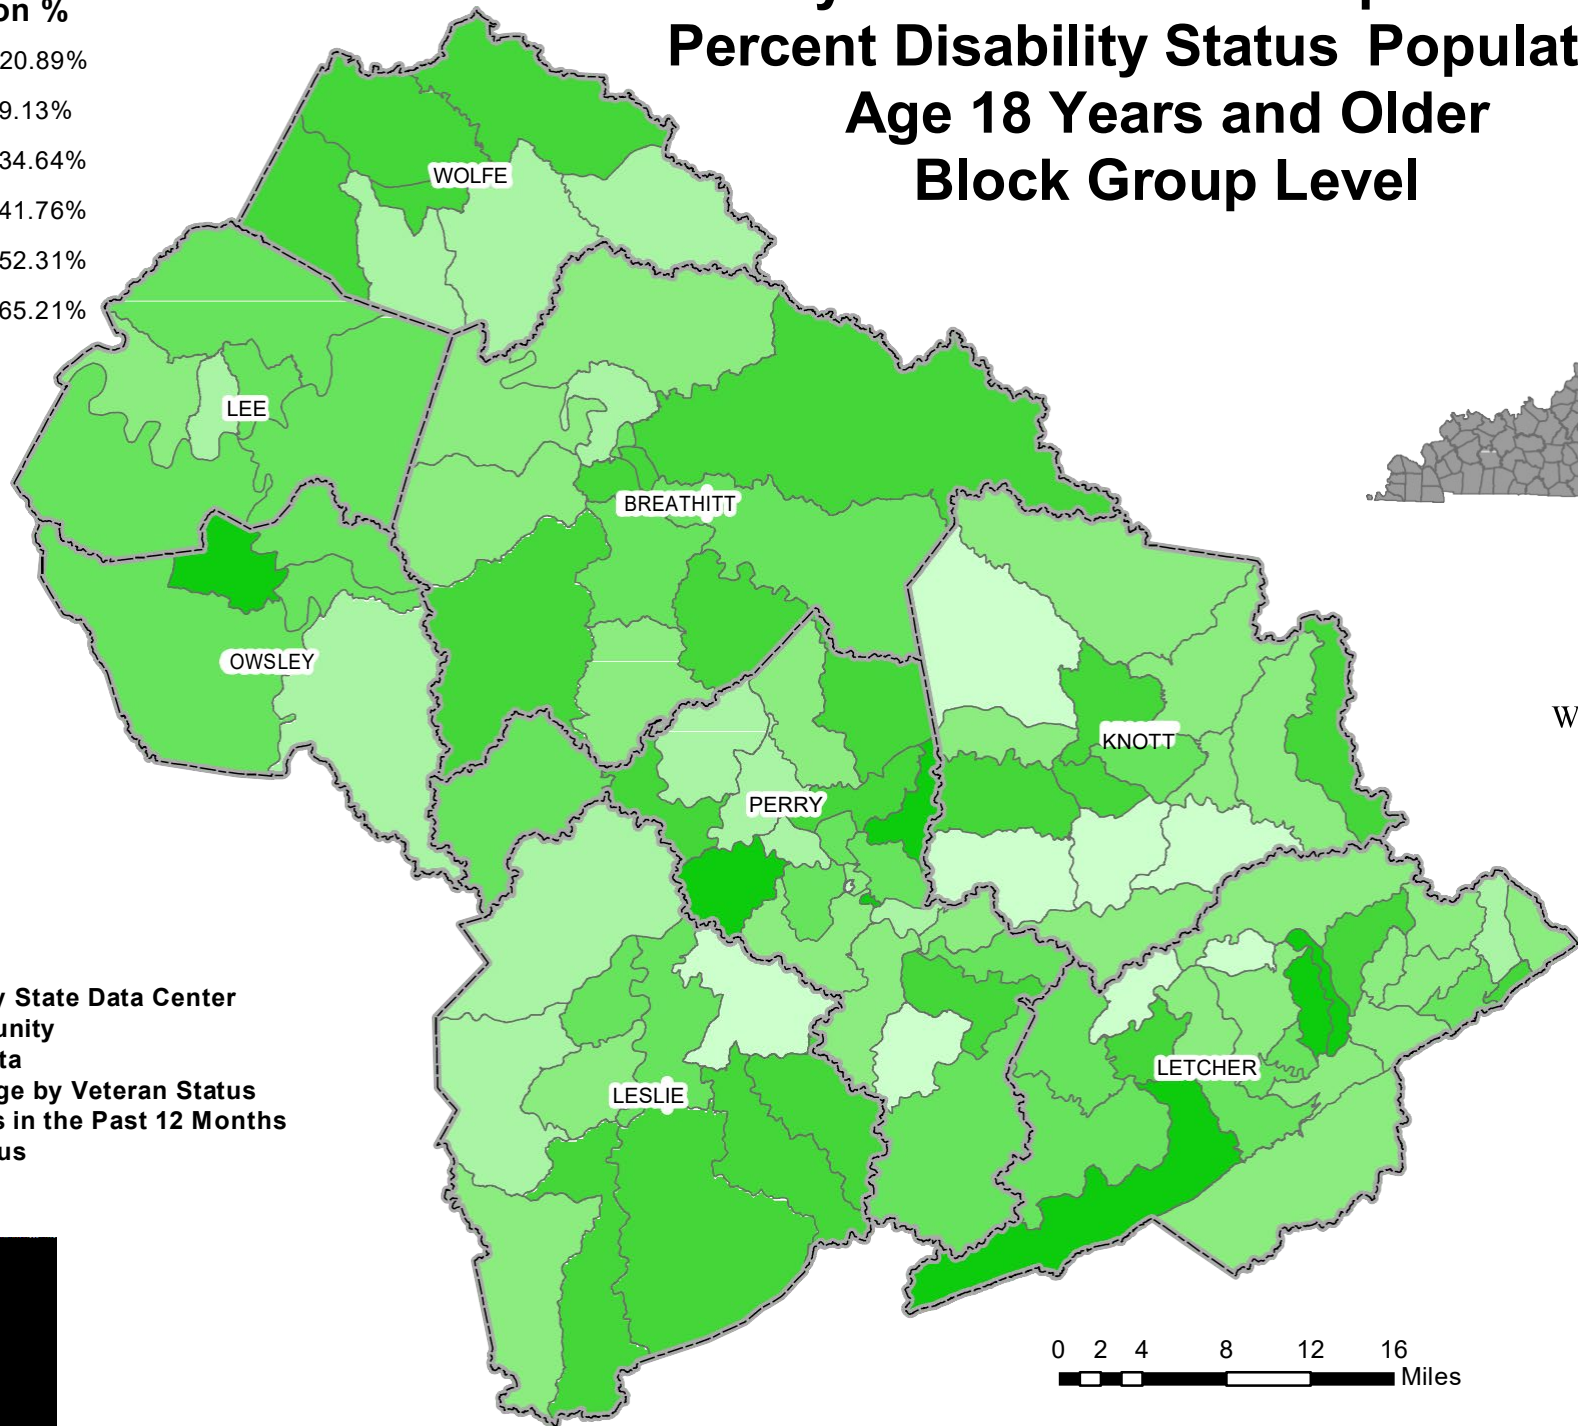 on %
20.89%
9.13%
34.64%
41.76%
52.31%
65.21%
Percent Disability Status Populat
Age 18 Years and Older
Block Group Level
WOLFE
LEE
BREATHITT
OWSLEY
KNOTT
W
PERRY
LESLIE
LETCHER
y State Data Center
unity
ta
ge by Veteran Status
s in the Past 12 Months
us
0 2 4 8 12 16
Miles